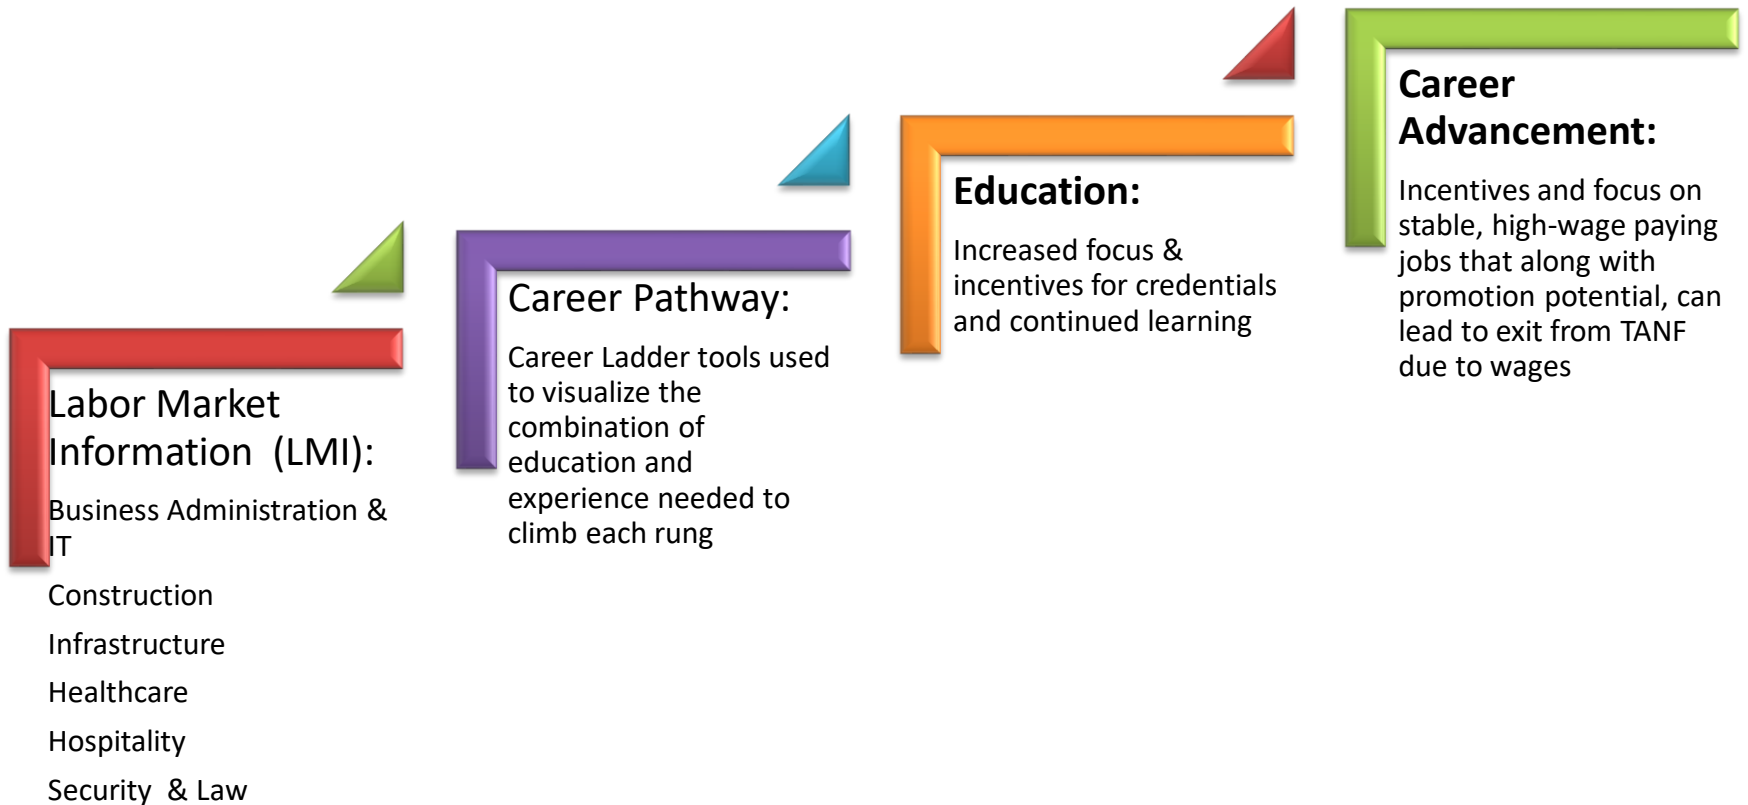 Labor Market
Information  (LMI):
Business Administration &
IT
Construction
Infrastructure
Healthcare
Hospitality
Security  & Law
Career Pathway:
Career Ladder tools used
to visualize the
combination of
education and
experience needed to
climb each rung
Education:
Increased focus &
incentives for credentials
and continued learning
Career
Advancement:
Incentives and focus on
stable, high-wage paying
jobs that along with
promotion potential, can
lead to exit from TANF
due to wages